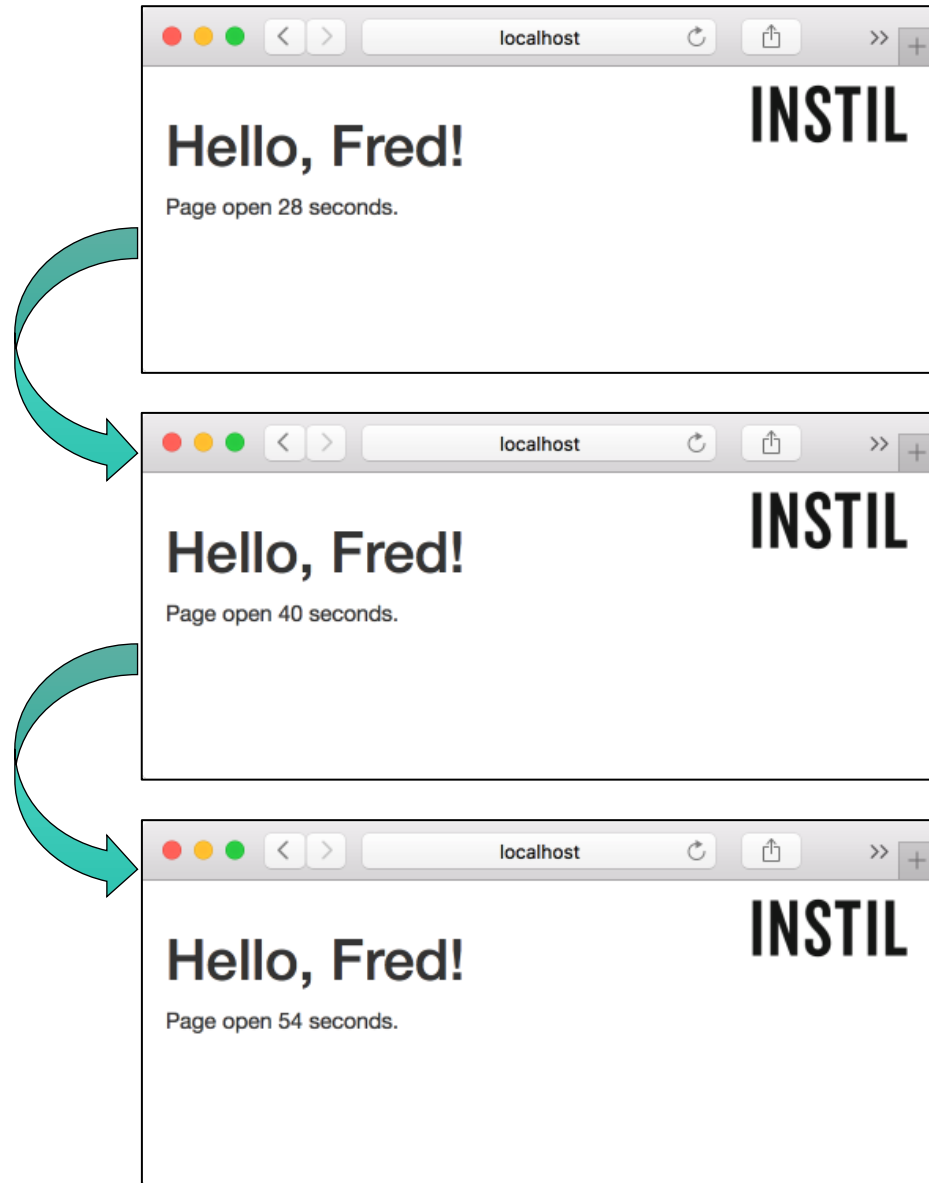 localhost
INSTIL
Hello, Fred!
Page open 28 seconds.
localhost
INSTIL
Hello, Fred!
Page open 40 seconds.
localhost
INSTIL
Hello, Fred!
Page open 54 seconds.